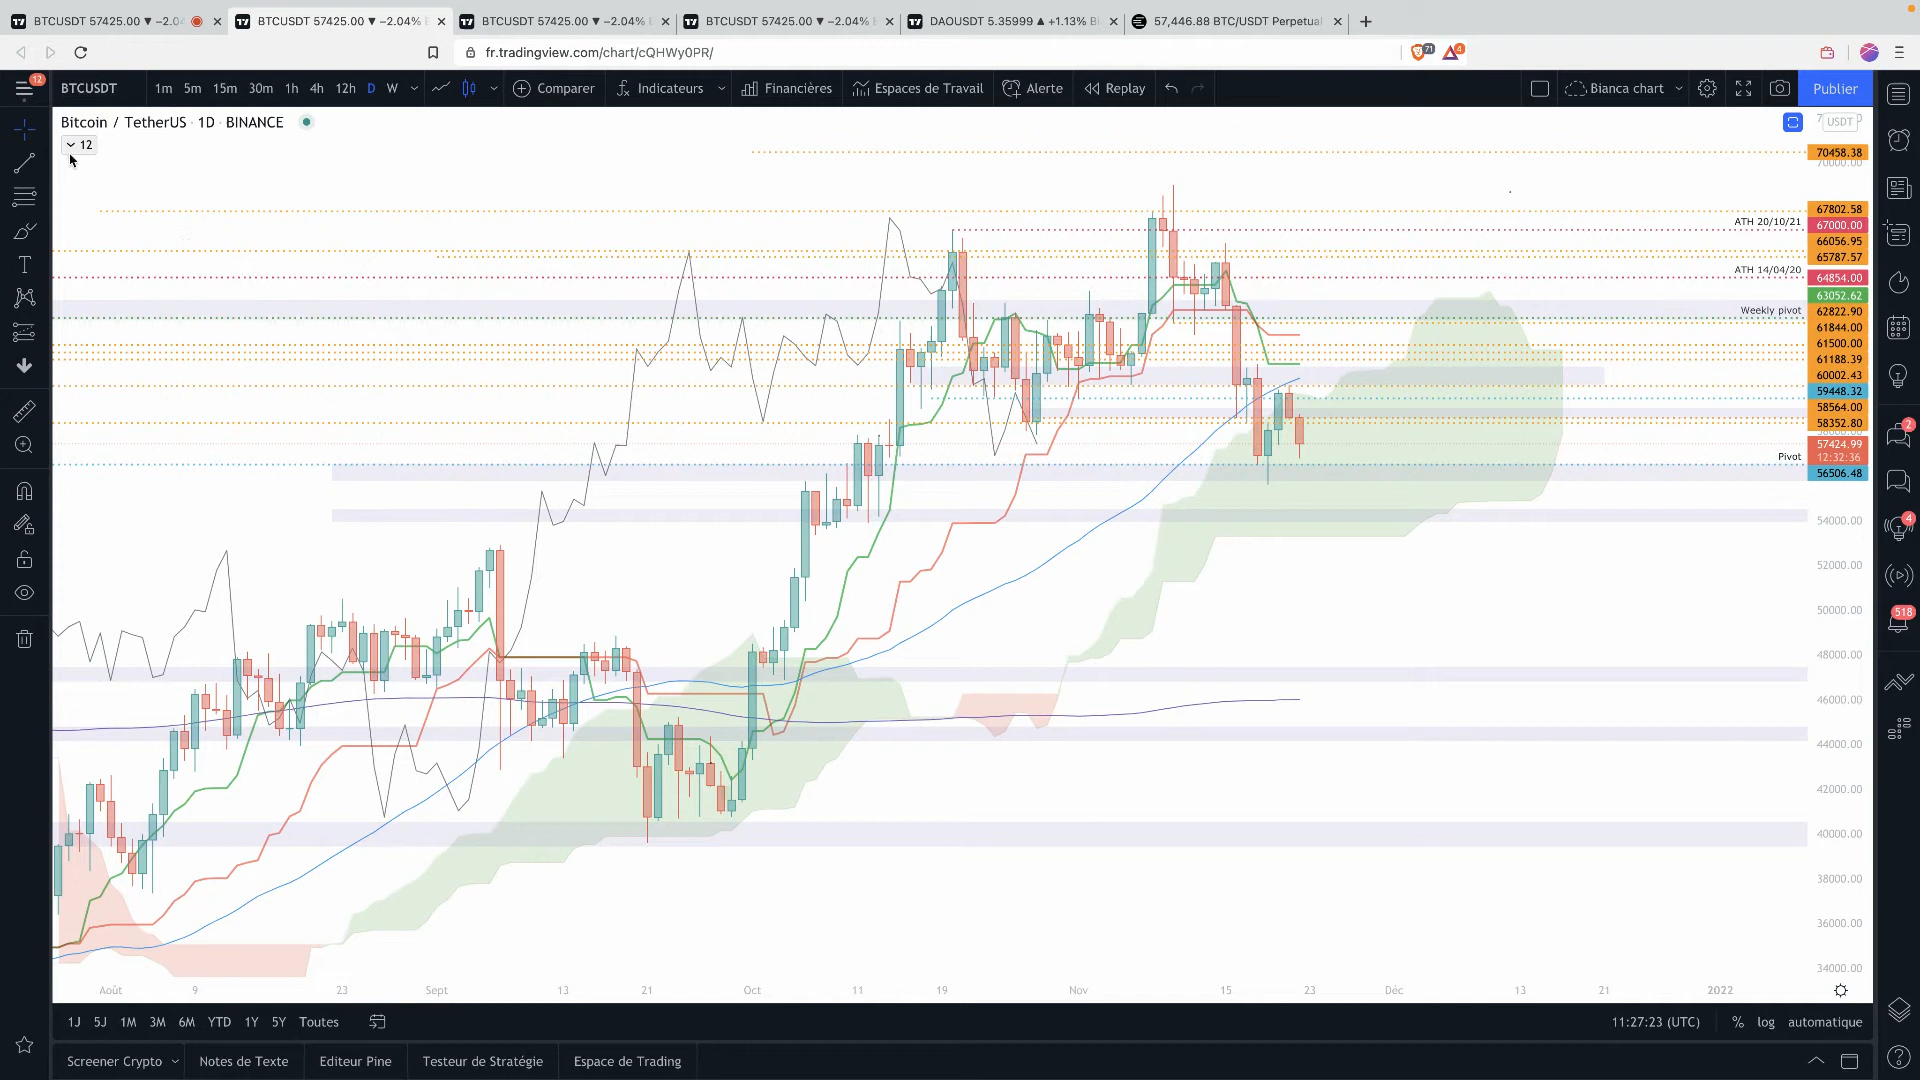 BTCUSDT 57425.00 ▼ −2.04
BTCUSDT 57425.00 ▼ −2.04%
BTCUSDT 57425.00 ▼ −2.04%
BTCUSDT 57425.00 ▼ −2.04%
DAOUSDT 5.35999 ▲ +1.13%
57,446.88 BTC/USDT Perpetual
fr.tradingview.com/chart/cQHWy0PR/
71
4
12
BTCUSDT
1m 5m 15m 30m 1h 4h 12h D W
Comparer
Indicateurs
Financières
Espaces de Travail
Alerte
Replay
Bianca chart
Publier
Bitcoin / TetherUS · 1D · BINANCE
12
USDT
70458.38
70000.00
67802.58
ATH 20/10/21
67000.00
66056.95
65787.57
ATH 14/04/20
64854.00
63052.62
Weekly pivot
62822.90
61844.00
61500.00
61188.39
60002.43
59448.32
58564.00
58352.80
57424.99
12:32:36
Pivot
56506.48
54000.00
52000.00
50000.00
48000.00
46000.00
44000.00
42000.00
40000.00
38000.00
36000.00
34000.00
2
4
518
Août 9 23 Sept 13 21 Oct 11 19 Nov 15 23 Déc 13 21 2022
1J 5J 1M 3M 6M YTD 1Y 5Y Toutes
11:27:23 (UTC)
% log automatique
Screener Crypto
Notes de Texte
Editeur Pine
Testeur de Stratégie
Espace de Trading